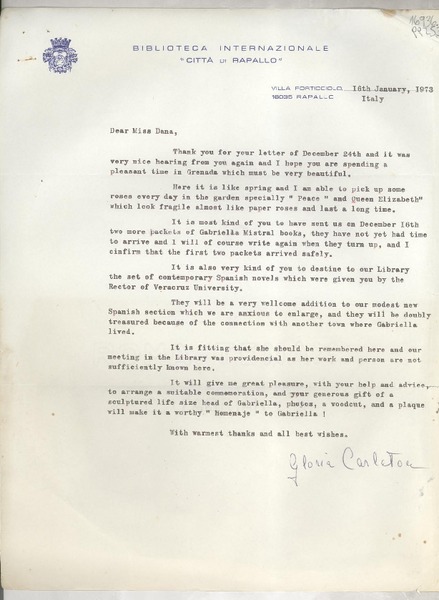 BIBLIOTECA INTERNAZIONALE
"CITTÀ DI RAPALLO"
VILLA PORTICCIOLO 16th January, 1973
16035 RAPALLO Italy
Dear Miss Dana,
Thank you for your letter of December 24th and it was
very nice hearing from you again and I hope you are spending a
pleasant time in Grenada which must be very beautiful.
Here it is like spring and I am able to pick up some
roses every day in the garden specially " Peace " and Queen Elizabeth"
which look fragile almost like paper roses and last a long time.
It is most kind of you to have sent us on December 18th
two more packets of Gabriella Mistral books, they have not yet had time
to arrive and I will of course write again when they turn up, and I
cinfirm that the first two packets arrived safely.
It is also very kind of you to destine to our Library
the set of contemporary Spanish novels which were given you by the
Rector of Veracruz University.
They will be a very wellcome addition to our modest new
Spanish section which we are anxious to enlarge, and they will be doubly
treasured because of the connection with another town where Gabriella
lived.
It is fitting that she should be remembered here and our
meeting in the Library was providencial as her work and person are not
sufficiently known here.
It will give me great pleasure, with your help and advice,
to arrange a suitable commemoration, and your generous gift of a
sculptured life size head of Gabriella, photos, a woodcut, and a plaque
will make it a worthy " Homenaje " to Gabriella !
With warmest thanks and all best wishes.
Gloria Carleton